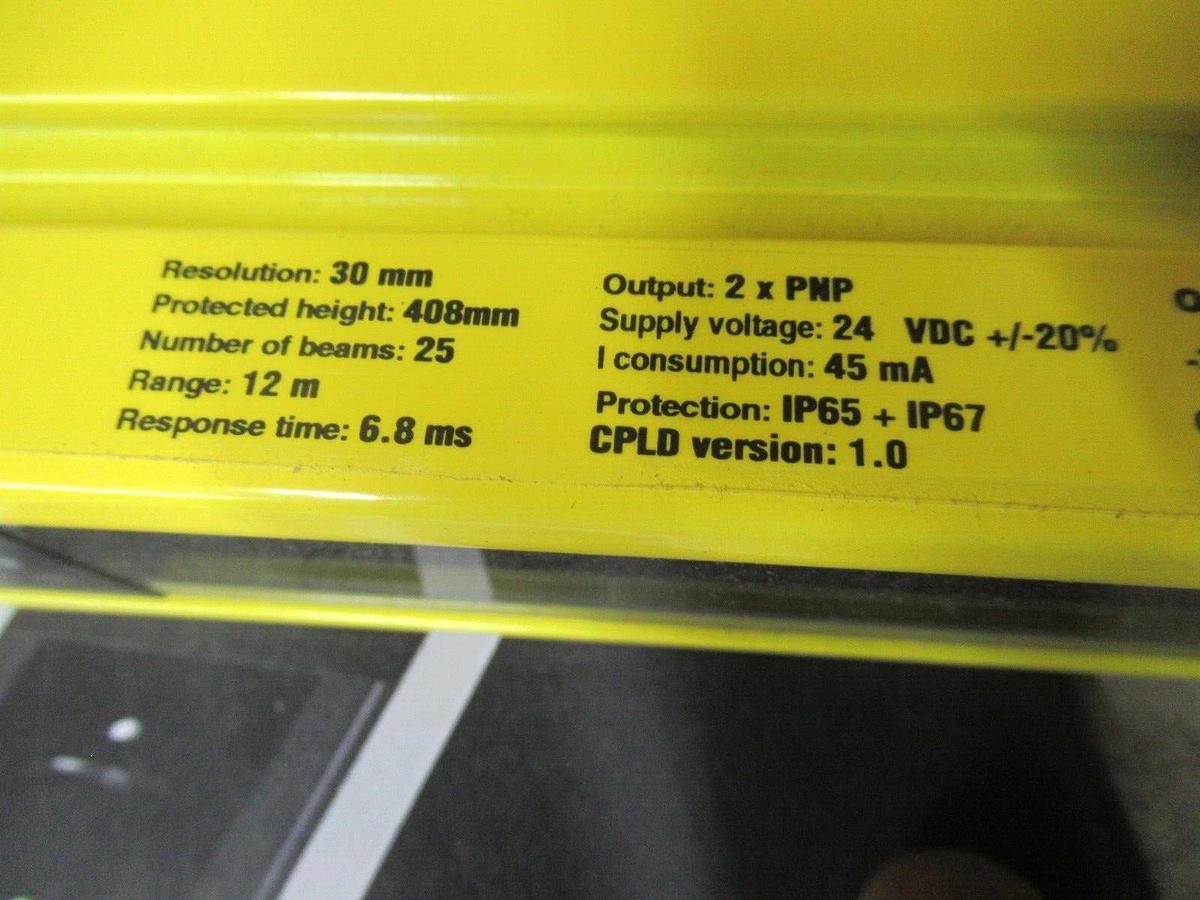 Resolution: 30 mm
Protected height: 408mm
Number of beams: 25
Range: 12 m
Response time: 6.8 ms
Output: 2 x PNP
Supply voltage: 24 VDC +/-20%
I consumption: 45 mA
Protection: IP65 + IP67
CPLD version: 1.0